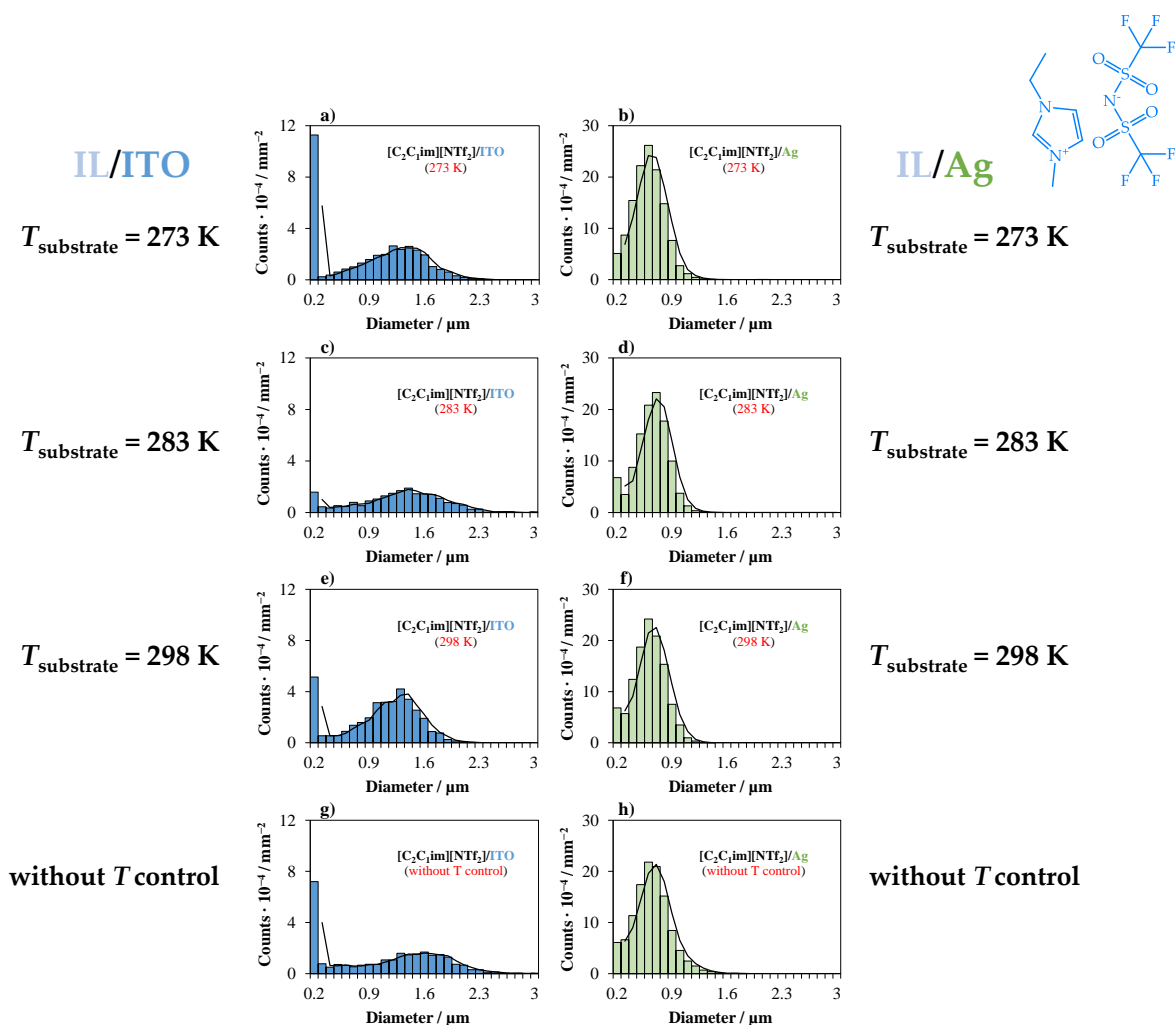 F F
F
O
S
O
N
N-
O
S
N+
O
F
F F
IL/ITO
IL/Ag
a)
12
8
4
0
Counts · 10⁻⁴ / mm⁻²
[C₂C₁im][NTf₂]/ITO
(273 K)
0.2 0.9 1.6 2.3 3
Diameter / µm
b)
30
20
10
0
Counts · 10⁻⁴ / mm⁻²
[C₂C₁im][NTf₂]/Ag
(273 K)
0.2 0.9 1.6 2.3 3
Diameter / µm
T substrate = 273 K
T substrate = 273 K
c)
12
8
4
0
Counts · 10⁻⁴ / mm⁻²
[C₂C₁im][NTf₂]/ITO
(283 K)
0.2 0.9 1.6 2.3 3
Diameter / µm
d)
30
20
10
0
Counts · 10⁻⁴ / mm⁻²
[C₂C₁im][NTf₂]/Ag
(283 K)
0.2 0.9 1.6 2.3 3
Diameter / µm
T substrate = 283 K
T substrate = 283 K
e)
12
8
4
0
Counts · 10⁻⁴ / mm⁻²
[C₂C₁im][NTf₂]/ITO
(298 K)
0.2 0.9 1.6 2.3 3
Diameter / µm
f)
30
20
10
0
Counts · 10⁻⁴ / mm⁻²
[C₂C₁im][NTf₂]/Ag
(298 K)
0.2 0.9 1.6 2.3 3
Diameter / µm
T substrate = 298 K
T substrate = 298 K
g)
12
8
4
0
Counts · 10⁻⁴ / mm⁻²
[C₂C₁im][NTf₂]/ITO
(without T control)
0.2 0.9 1.6 2.3 3
Diameter / µm
h)
30
20
10
0
Counts · 10⁻⁴ / mm⁻²
[C₂C₁im][NTf₂]/Ag
(without T control)
0.2 0.9 1.6 2.3 3
Diameter / µm
without T control
without T control